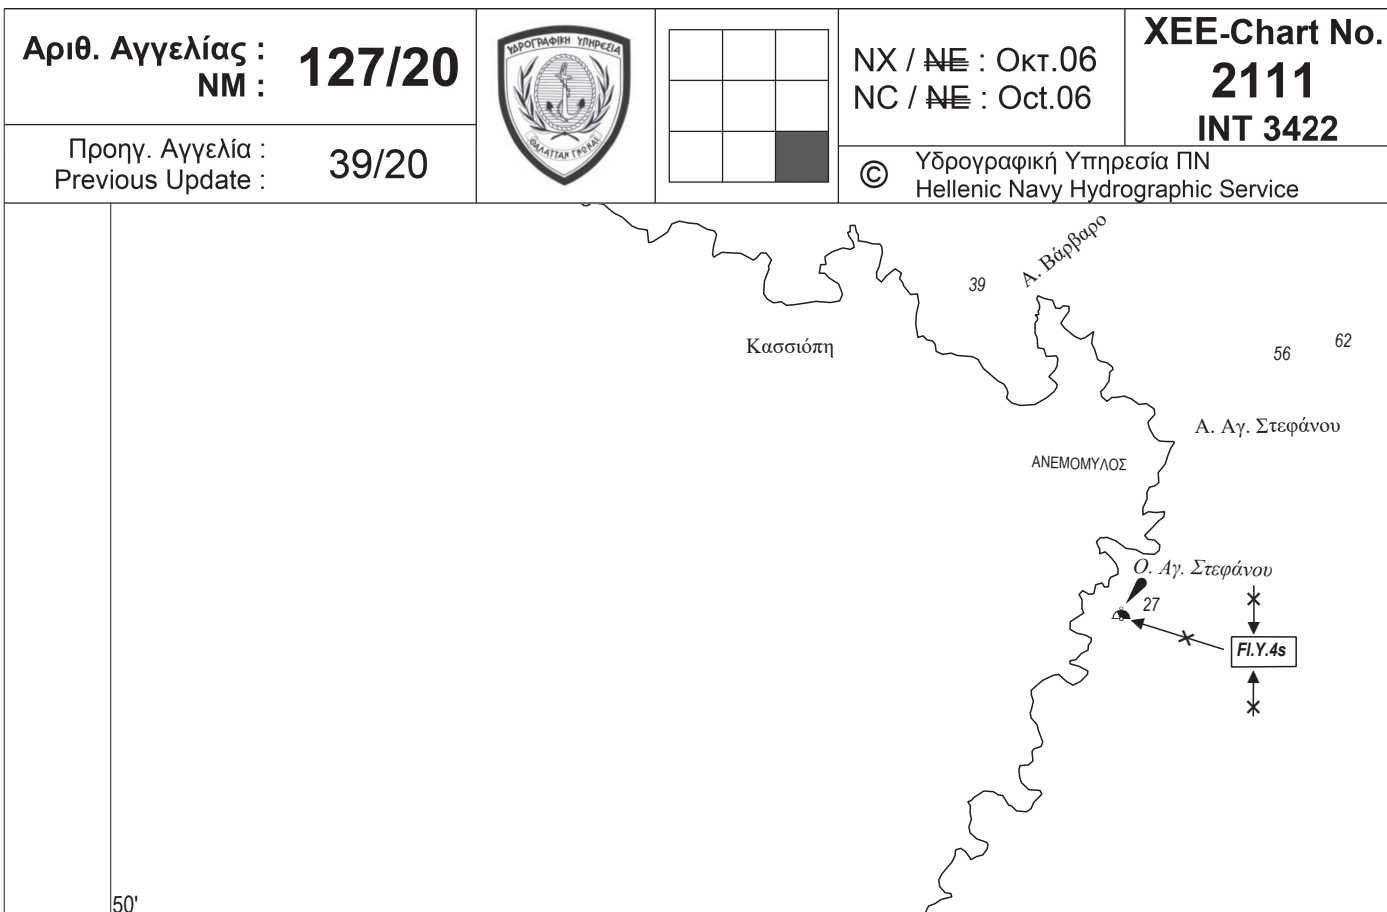 Αριθ. Αγγελίας : 127/20
NM :
Προηγ. Αγγελία : 39/20
Previous Update :
ΥΔΡΟΓΡΑΦΙΚΗ ΥΠΗΡΕΣΙΑ
NX / NE : Οκτ.06
NC / NE : Oct.06
XEE-Chart No.
2111
INT 3422
© Υδρογραφική Υπηρεσία ΠΝ
Hellenic Navy Hydrographic Service
Α. Βάρβαρο
39
Κασσιόπη
56
62
Α. Αγ. Στεφάνου
ΑΝΕΜΟΜΥΛΟΣ
Ο. Αγ. Στεφάνου
27
Fl.Y.4s
50'